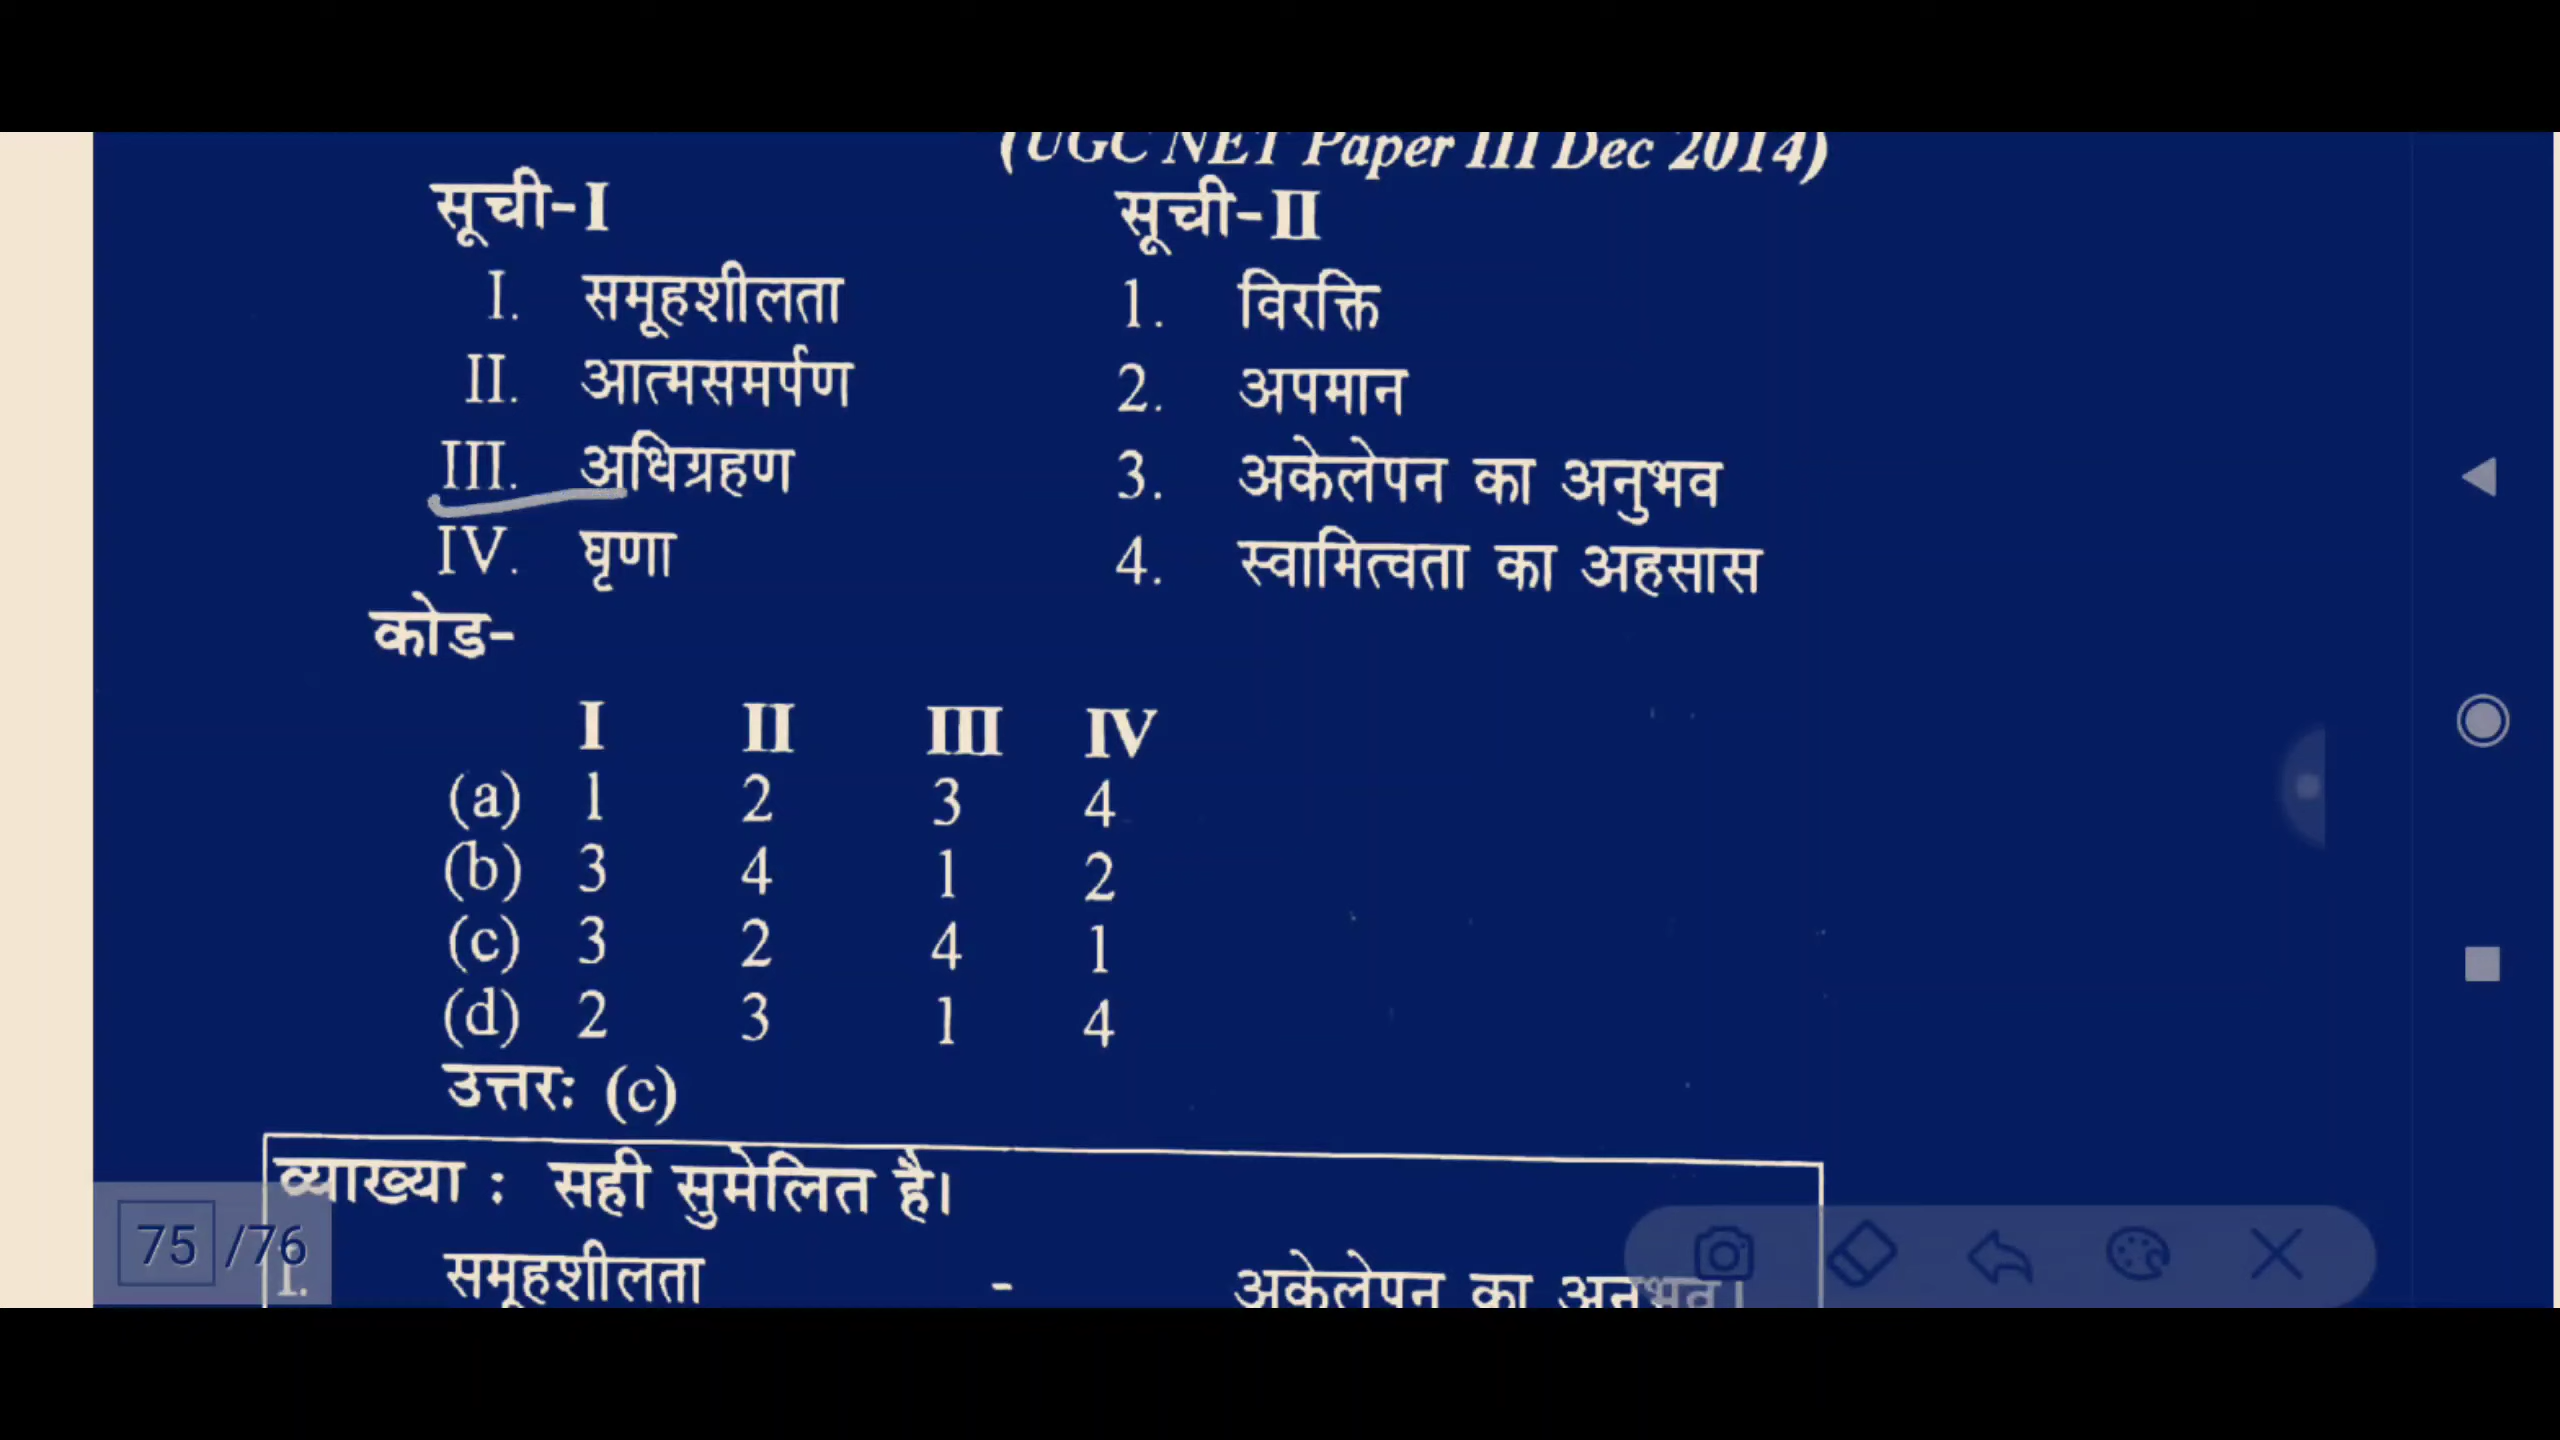 (UGC NET Paper III Dec 2014)
सूची-I सूची-II
I. समूहशीलता 1. विरक्ति
II. आत्मसमर्पण 2. अपमान
III. अधिग्रहण 3. अकेलेपन का अनुभव
IV. घृणा 4. स्वामित्वता का अहसास
कोड-
I II III IV
(a) 1 2 3 4
(b) 3 4 1 2
(c) 3 2 4 1
(d) 2 3 1 4
उत्तरः (c)
व्याख्या : सही सुमेलित है।
75 /76
I. समूहशीलता - अकेलेपन का अनुभव।